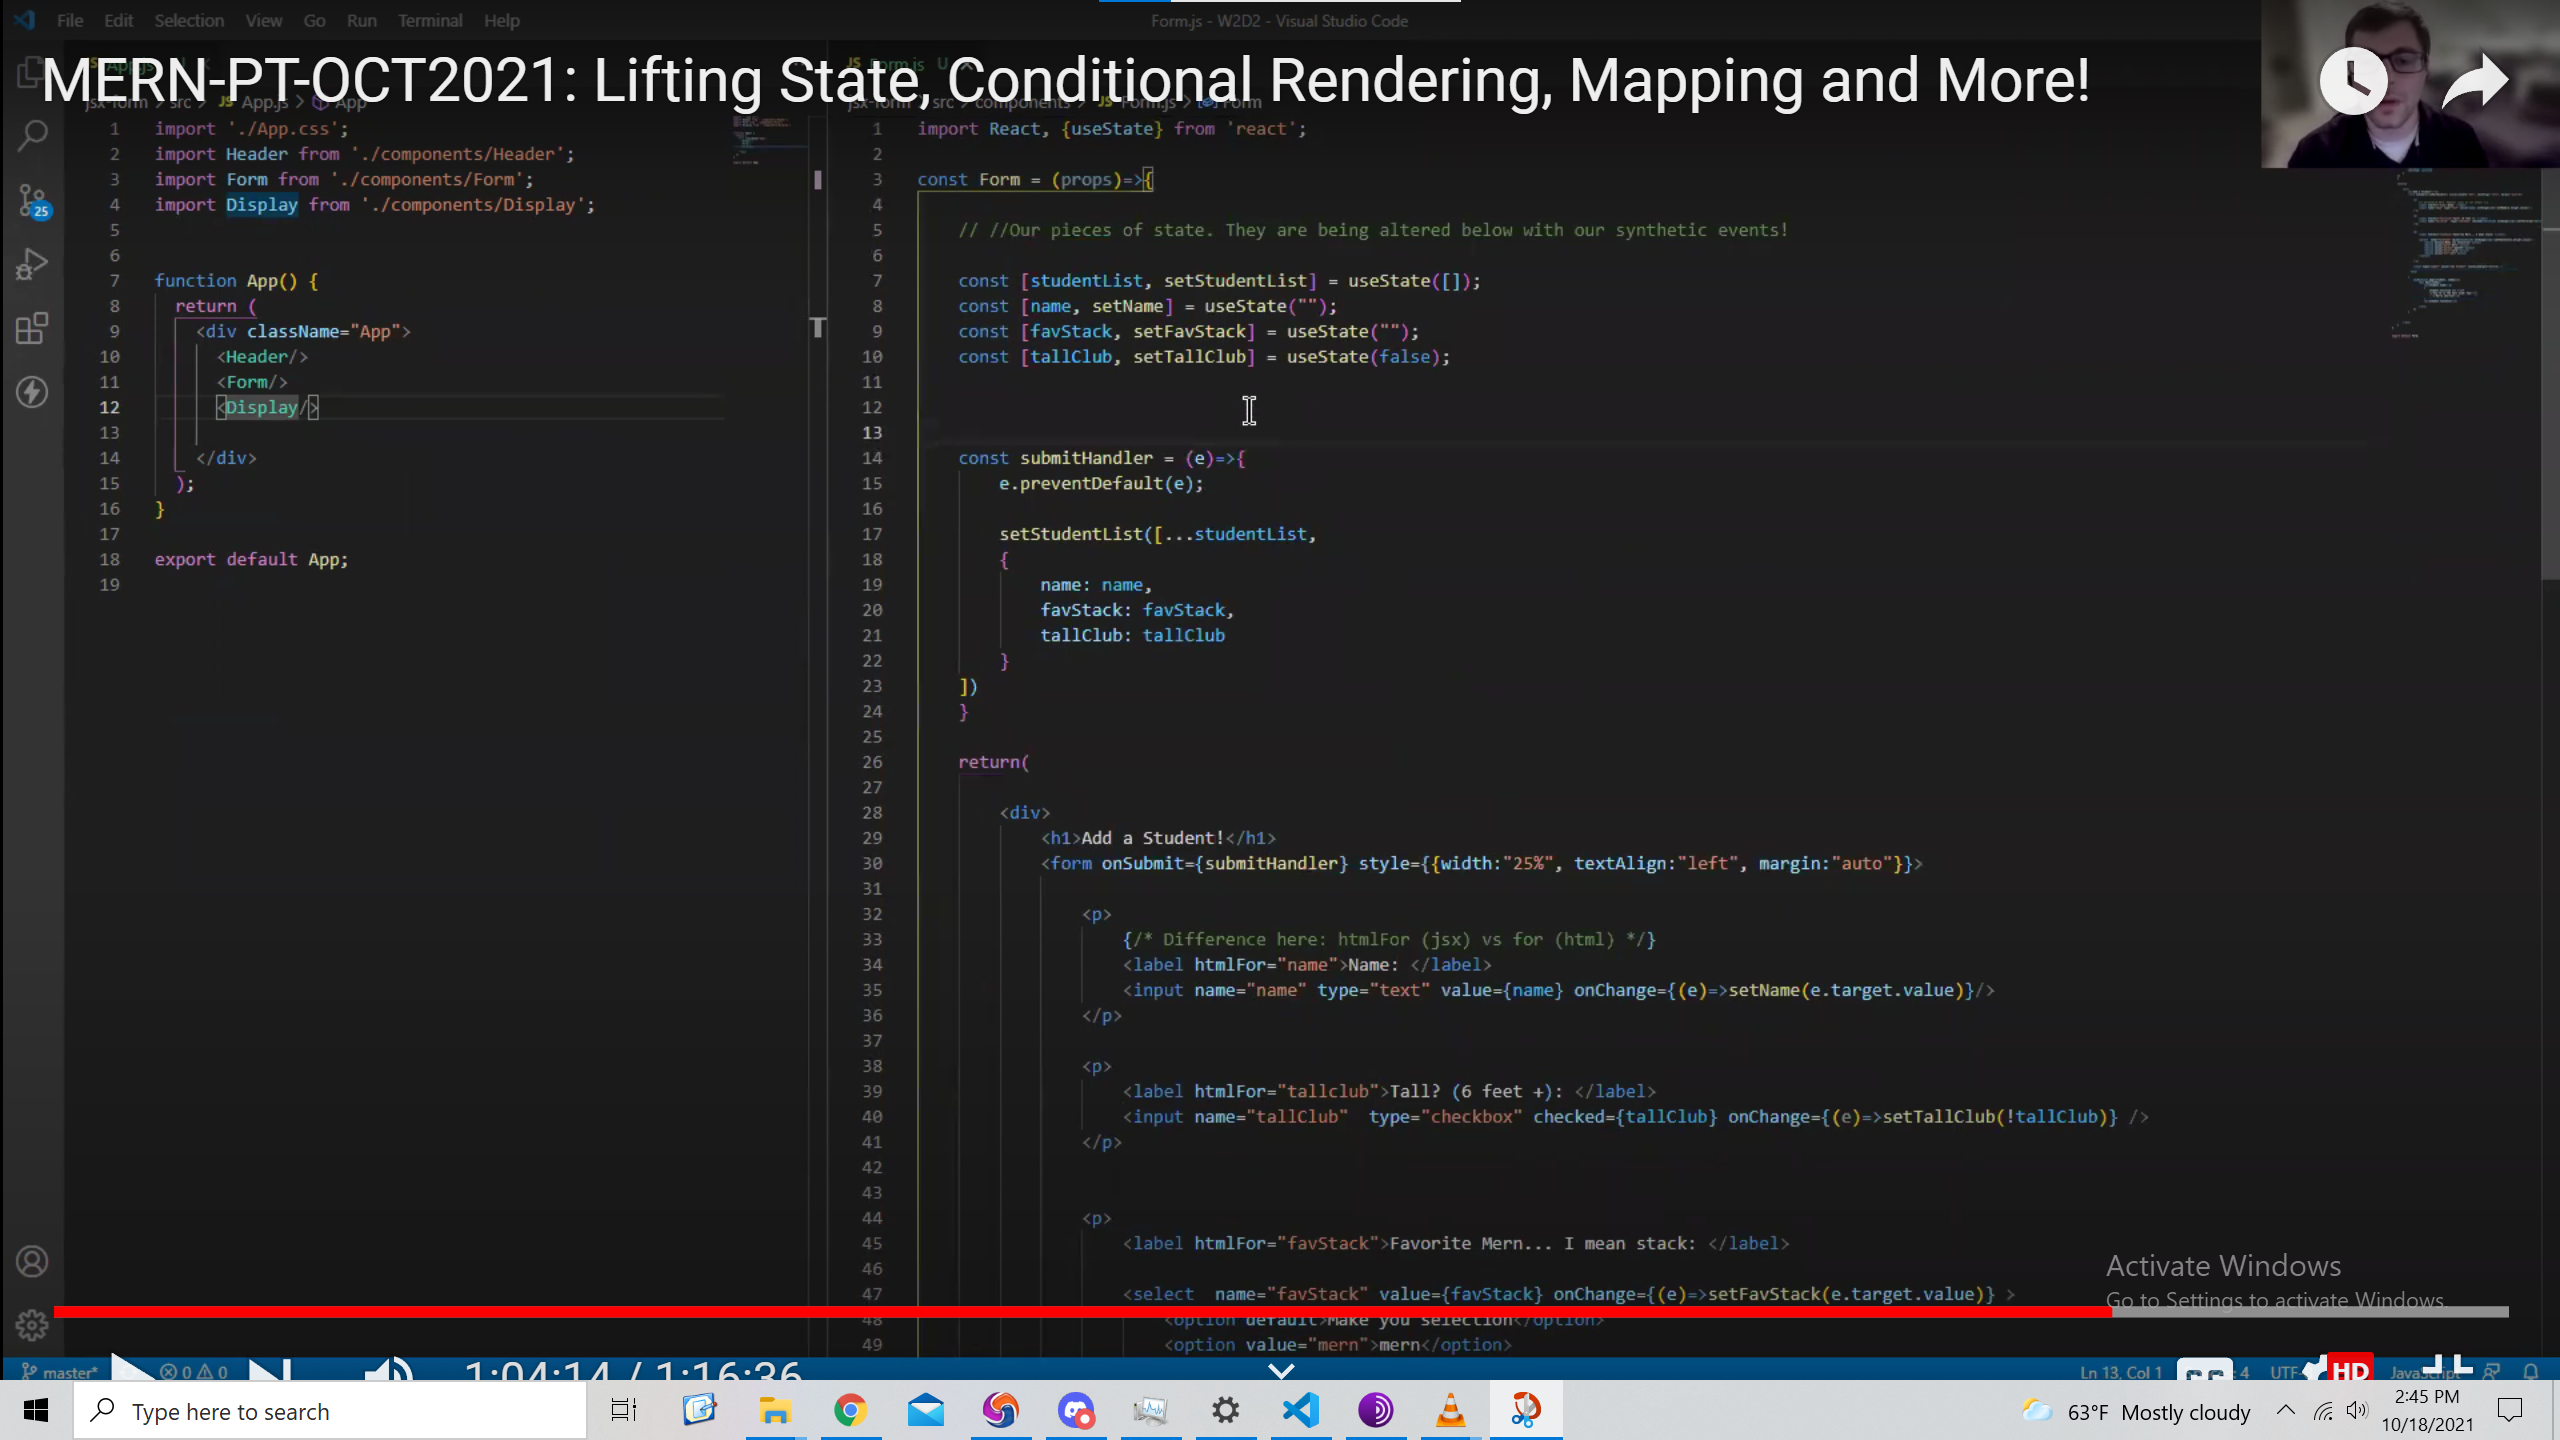 File Edit Selection View Go Run Terminal Help
Form.js - W2D2 - Visual Studio Code
MERN-PT-OCT2021: Lifting State, Conditional Rendering, Mapping and More!
jsx-form > src > JS App.js > App
1 import './App.css';
2 import Header from './components/Header';
3 import Form from './components/Form';
4 import Display from './components/Display';
5
6
7 function App() {
8 return (
9 <div className="App">
10 <Header/>
11 <Form/>
12 <Display/>
13
14 </div>
15 );
16 }
17
18 export default App;
19
JS Form.js U
jsx-form > src > components > JS Form.js > Form
1 import React, {useState} from 'react';
2
3 const Form = (props)=>{
4
5 // //Our pieces of state. They are being altered below with our synthetic events!
6
7 const [studentList, setStudentList] = useState([]);
8 const [name, setName] = useState("");
9 const [favStack, setFavStack] = useState("");
10 const [tallClub, setTallClub] = useState(false);
11
12
13
14 const submitHandler = (e)=>{
15 e.preventDefault(e);
16
17 setStudentList([...studentList,
18 {
19 name: name,
20 favStack: favStack,
21 tallClub: tallClub
22 }
23 ])
24 }
25
26 return(
27
28 <div>
29 <h1>Add a Student!</h1>
30 <form onSubmit={submitHandler} style={{width:"25%", textAlign:"left", margin:"auto"}}>
31
32 <p>
33 {/* Difference here: htmlFor (jsx) vs for (html) */}
34 <label htmlFor="name">Name: </label>
35 <input name="name" type="text" value={name} onChange={(e)=>setName(e.target.value)}/>
36 </p>
37
38 <p>
39 <label htmlFor="tallclub">Tall? (6 feet +): </label>
40 <input name="tallClub"  type="checkbox" checked={tallClub} onChange={(e)=>setTallClub(!tallClub)} />
41 </p>
42
43
44 <p>
45 <label htmlFor="favStack">Favorite Mern... I mean stack: </label>
46
47 <select  name="favStack" value={favStack} onChange={(e)=>setFavStack(e.target.value)} >
48 <option default>Make you selection</option>
49 <option value="mern">mern</option>
25
Activate Windows
Go to Settings to activate Windows.
master* 0 0
1:04:14 / 1:16:36
Ln 13, Col 1
HD
Type here to search
63°F Mostly cloudy
2:45 PM
10/18/2021